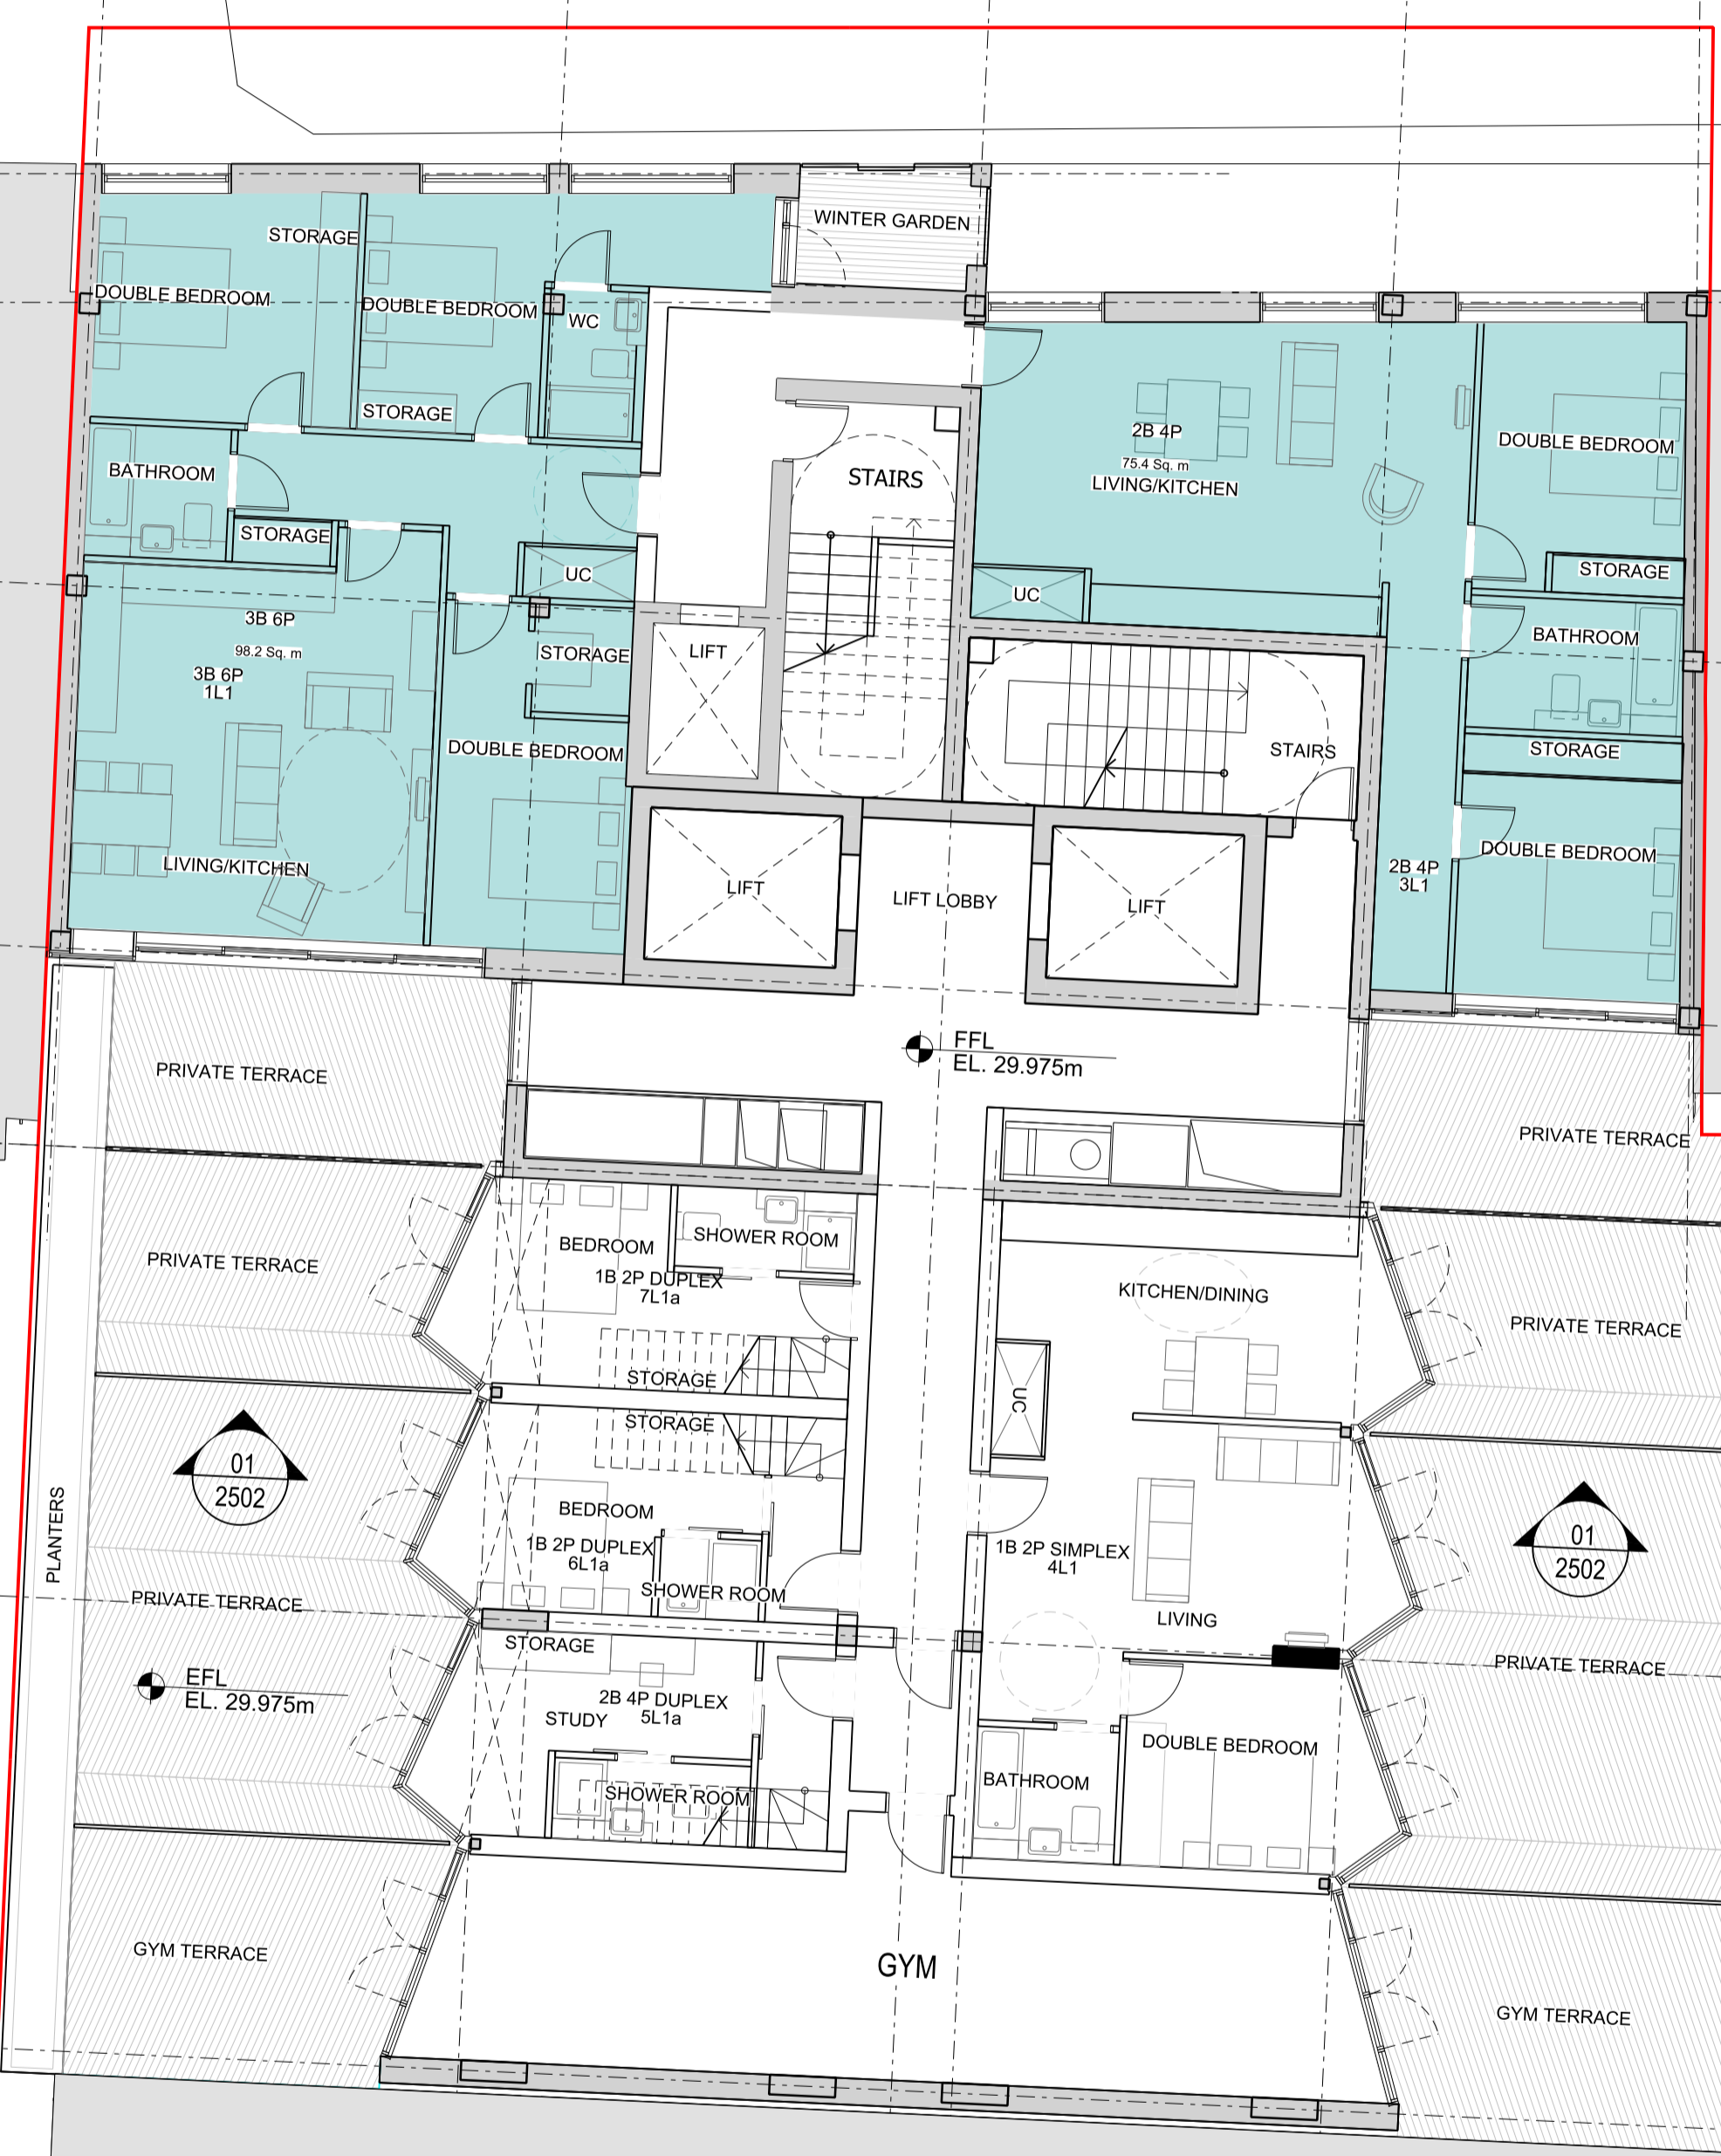 WINTER GARDEN
STORAGE
DOUBLE BEDROOM
DOUBLE BEDROOM
WC
STORAGE
BATHROOM
STORAGE
UC
3B 6P
98.2 Sq. m
3B 6P
1L1
STORAGE
DOUBLE BEDROOM
LIVING/KITCHEN
LIFT
STAIRS
2B 4P
75.4 Sq. m
LIVING/KITCHEN
DOUBLE BEDROOM
UC
STORAGE
BATHROOM
STORAGE
STAIRS
DOUBLE BEDROOM
2B 4P
3L1
LIFT
LIFT LOBBY
LIFT
FFL
EL. 29.975m
PRIVATE TERRACE
PRIVATE TERRACE
PRIVATE TERRACE
PRIVATE TERRACE
BEDROOM
SHOWER ROOM
1B 2P DUPLEX
7L1a
STORAGE
KITCHEN/DINING
UC
STORAGE
01
2502
BEDROOM
1B 2P DUPLEX
6L1a
SHOWER ROOM
PLANTERS
PRIVATE TERRACE
1B 2P SIMPLEX
4L1
LIVING
01
2502
PRIVATE TERRACE
EFL
EL. 29.975m
STORAGE
2B 4P DUPLEX
5L1a
STUDY
SHOWER ROOM
BATHROOM
DOUBLE BEDROOM
GYM TERRACE
GYM
GYM TERRACE